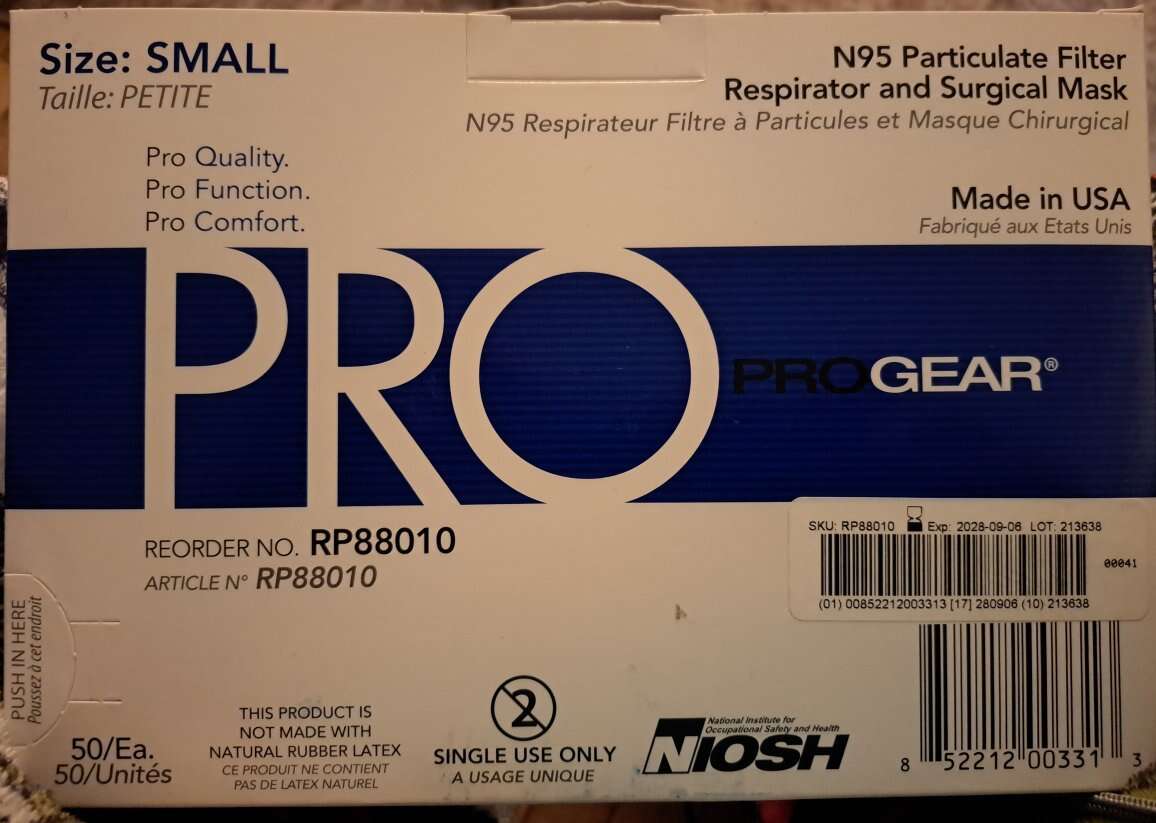 Size: SMALL
Taille: PETITE
N95 Particulate Filter
Respirator and Surgical Mask
N95 Respirateur Filtre à Particules et Masque Chirurgical
Pro Quality.
Pro Function.
Pro Comfort.
Made in USA
Fabriqué aux Etats Unis
PRO
PROGEAR®
REORDER NO. RP88010
ARTICLE N° RP88010
SKU: RP88010 Exp: 2028-09-06 LOT: 213638
00041
(01) 00852212003313 [17] 280906 (10) 213638
PUSH IN HERE
Poussez à cet endroit
50/Ea.
50/Unités
THIS PRODUCT IS
NOT MADE WITH
NATURAL RUBBER LATEX
CE PRODUIT NE CONTIENT
PAS DE LATEX NATUREL
2
SINGLE USE ONLY
A USAGE UNIQUE
National Institute for
Occupational Safety and Health
NIOSH
8 52212 00331 3